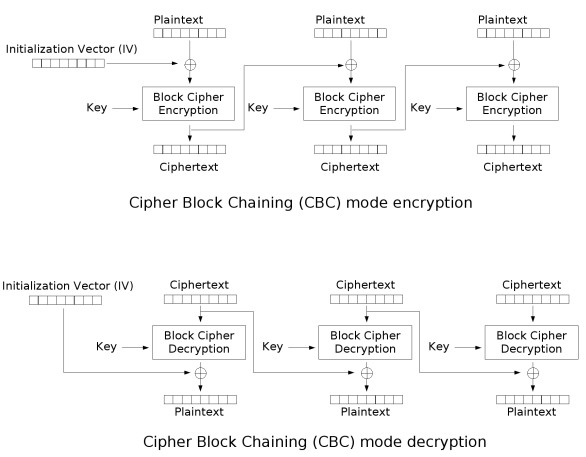 Plaintext
Plaintext
Plaintext
Initialization Vector (IV)
Key
Block Cipher
Encryption
Key
Block Cipher
Encryption
Key
Block Cipher
Encryption
Ciphertext
Ciphertext
Ciphertext
Cipher Block Chaining (CBC) mode encryption
Initialization Vector (IV)
Ciphertext
Ciphertext
Ciphertext
Key
Block Cipher
Decryption
Key
Block Cipher
Decryption
Key
Block Cipher
Decryption
Plaintext
Plaintext
Plaintext
Cipher Block Chaining (CBC) mode decryption